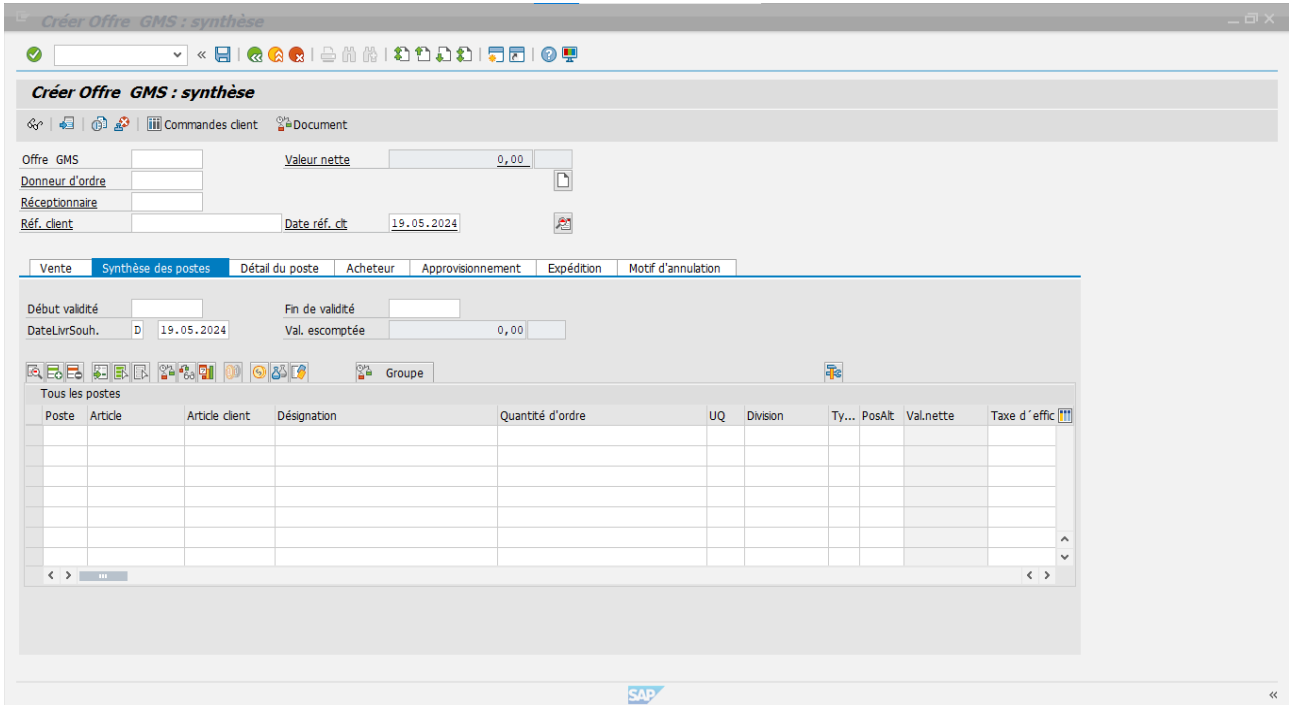 Créer Offre GMS : synthèse
Créer Offre GMS : synthèse
Commandes client Document
Offre GMS Valeur nette 0,00
Donneur d'ordre
Réceptionnaire
Réf. client Date réf. clt 19.05.2024
Vente Synthèse des postes Détail du poste Acheteur Approvisionnement Expédition Motif d'annulation
Début validité Fin de validité
DateLivrSouh. D 19.05.2024 Val. escomptée 0,00
Groupe
Tous les postes
Poste Article Article client Désignation Quantité d'ordre UQ Division Ty... PosAlt Val.nette Taxe d´effic
SAP